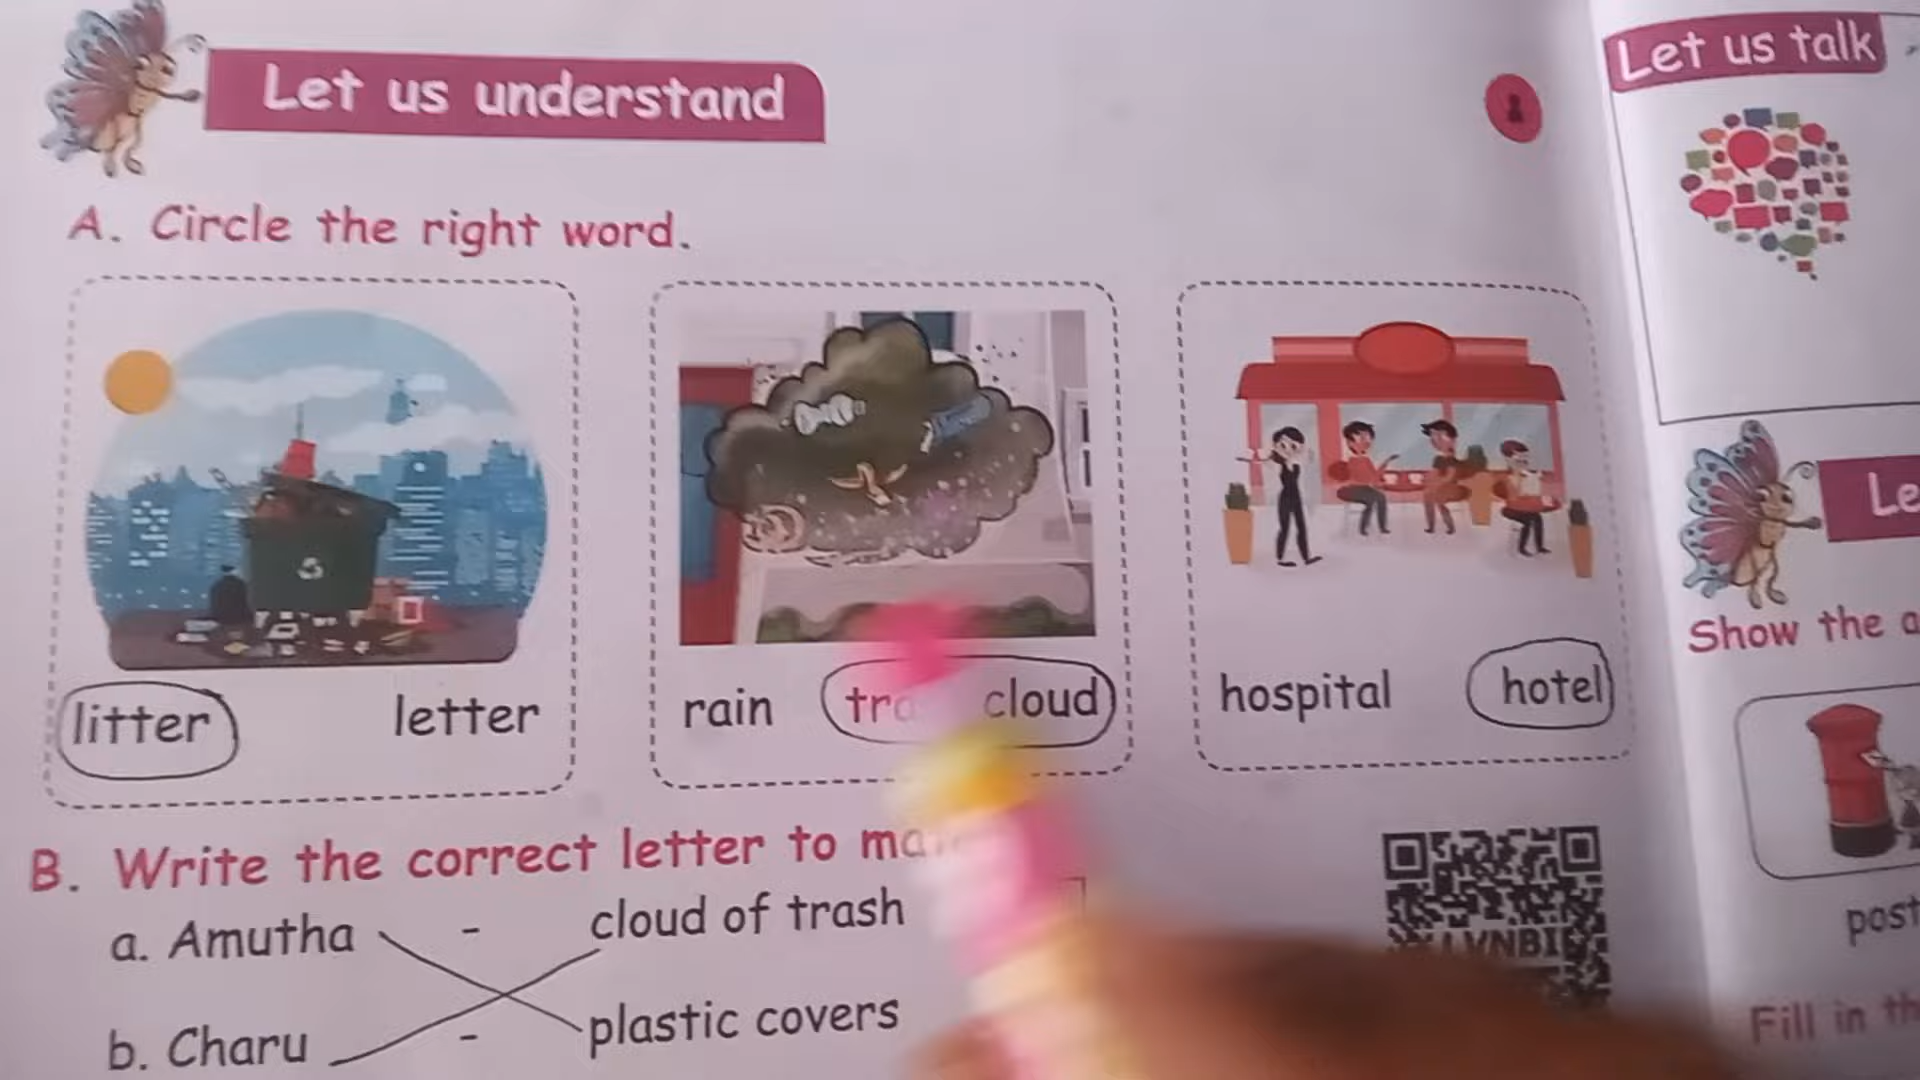 Let us understand
A. Circle the right word.
litter letter
rain cloud
hospital hotel
B. Write the correct letter to
a. Amutha - cloud of trash
b. Charu - plastic covers
Let us talk
Show the
post
Fill in